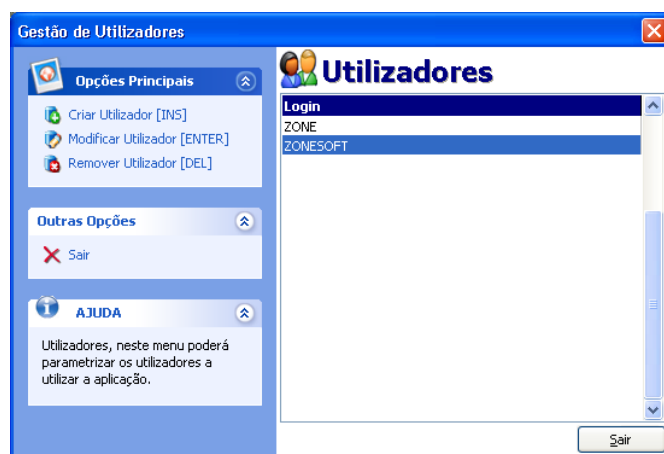 Gestão de Utilizadores
Opções Principais
Criar Utilizador [INS]
Modificar Utilizador [ENTER]
Remover Utilizador [DEL]
Outras Opções
Sair
AJUDA
Utilizadores, neste menu poderá
parametrizar os utilizadores a
utilizar a aplicação.
Utilizadores
Login
ZONE
ZONESOFT
Sair